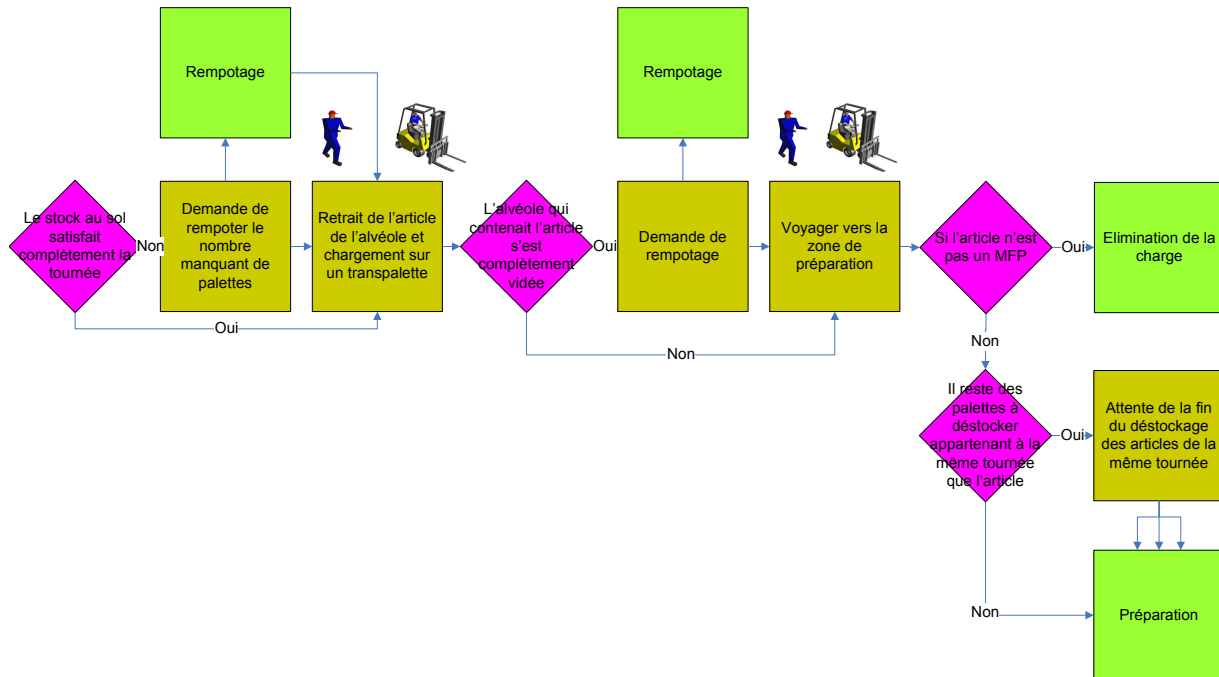 Rempotage
Rempotage
Le stock au sol
satisfait
complètement la
tournée
Non
Demande de
rempoter le
nombre
manquant de
palettes
Retrait de l’article
de l’alvéole et
chargement sur
un transpalette
L’alvéole qui
contenait l’article
s’est
complètement
vidée
Oui
Demande de
rempotage
Voyager vers la
zone de
préparation
Si l’article n’est
pas un MFP
Oui
Elimination de la
charge
Oui
Non
Non
Il reste des
palettes à
déstocker
appartenant à la
même tournée
que l’article
Oui
Attente de la fin
du déstockage
des articles de la
même tournée
Non
Préparation